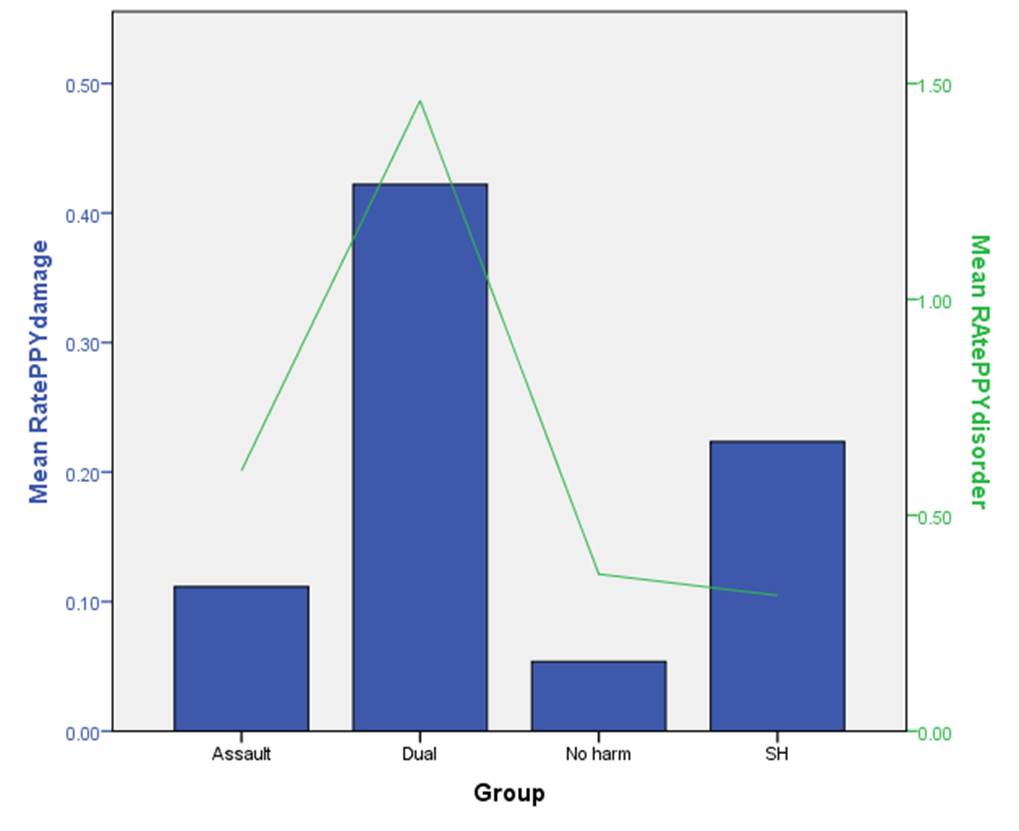 Mean RatePPYdamage
0.50
0.40
0.30
0.20
0.10
0.00
1.50
1.00
0.50
0.00
Mean RAtePPYdisorder
Assault
Dual
No harm
SH
Group